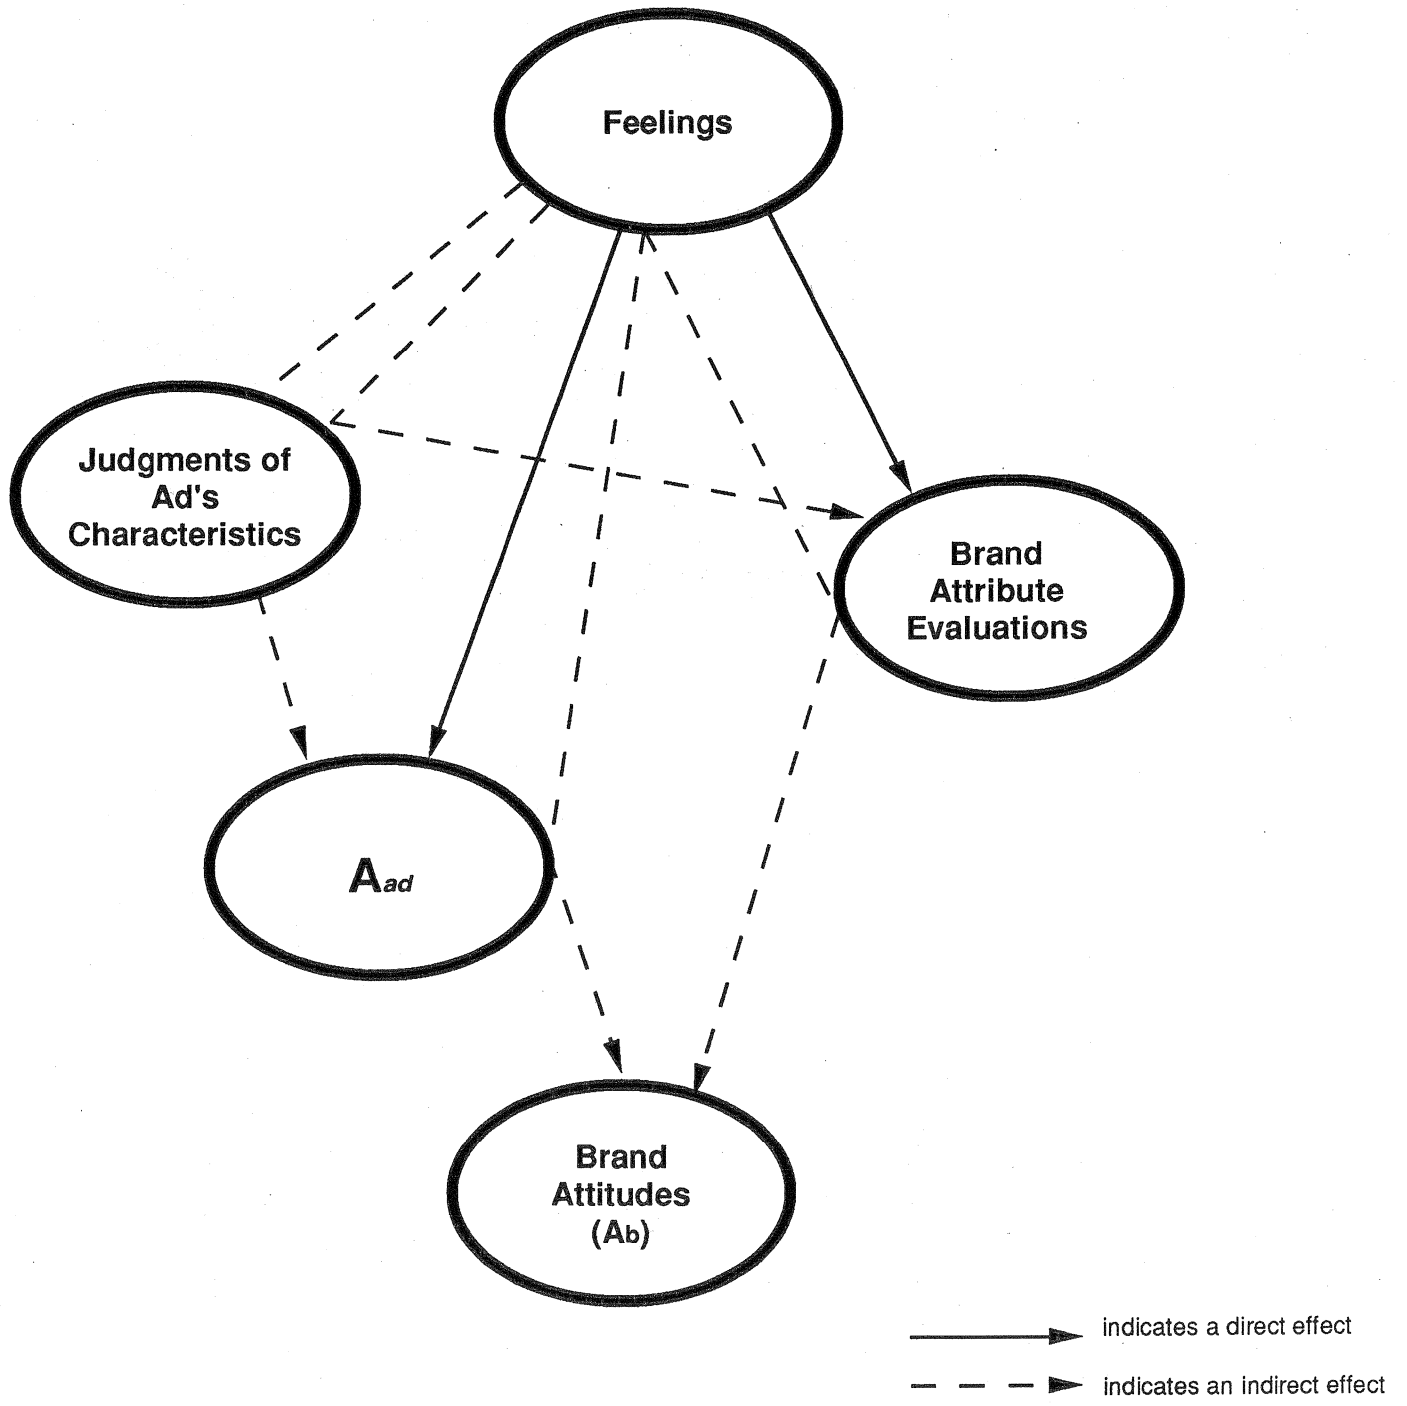 Feelings
Judgments of
Ad's
Characteristics
Brand
Attribute
Evaluations
Aad
Brand
Attitudes
(Ab)
indicates a direct effect
indicates an indirect effect